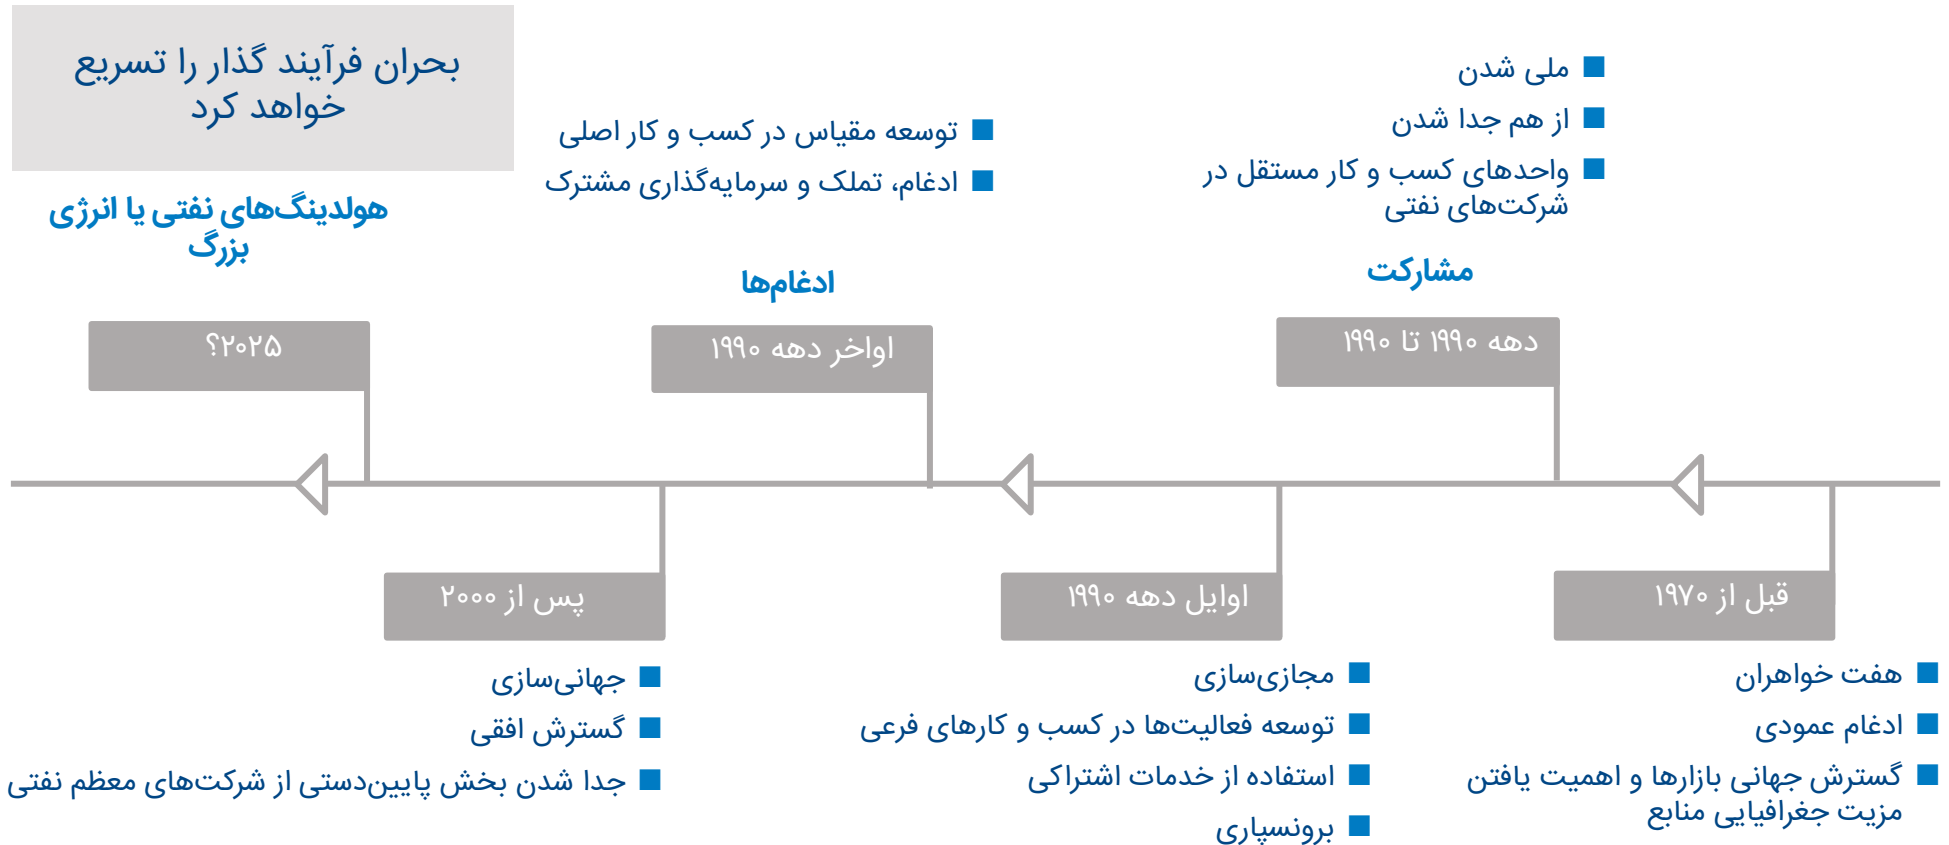 بحران فرآیند گذار را تسریع
خواهد کرد
هولدینگ‌های نفتی یا انرژی
بزرگ
۲۰۲۵؟
توسعه مقیاس در کسب و کار اصلی
ادغام، تملک و سرمایه‌گذاری مشترک
ادغام‌ها
اواخر دهه ۱۹۹۰
ملی شدن
از هم جدا شدن
واحدهای کسب و کار مستقل در
شرکت‌های نفتی
مشارکت
دهه ۱۹۹۰ تا ۱۹۹۰
قبل از ۱۹۷۰
هفت خواهران
ادغام عمودی
گسترش جهانی بازارها و اهمیت یافتن
مزیت جغرافیایی منابع
اوایل دهه ۱۹۹۰
مجازی‌سازی
توسعه فعالیت‌ها در کسب و کارهای فرعی
استفاده از خدمات اشتراکی
برونسپاری
پس از ۲۰۰۰
جهانی‌سازی
گسترش افقی
جدا شدن بخش پایین‌دستی از شرکت‌های معظم نفتی